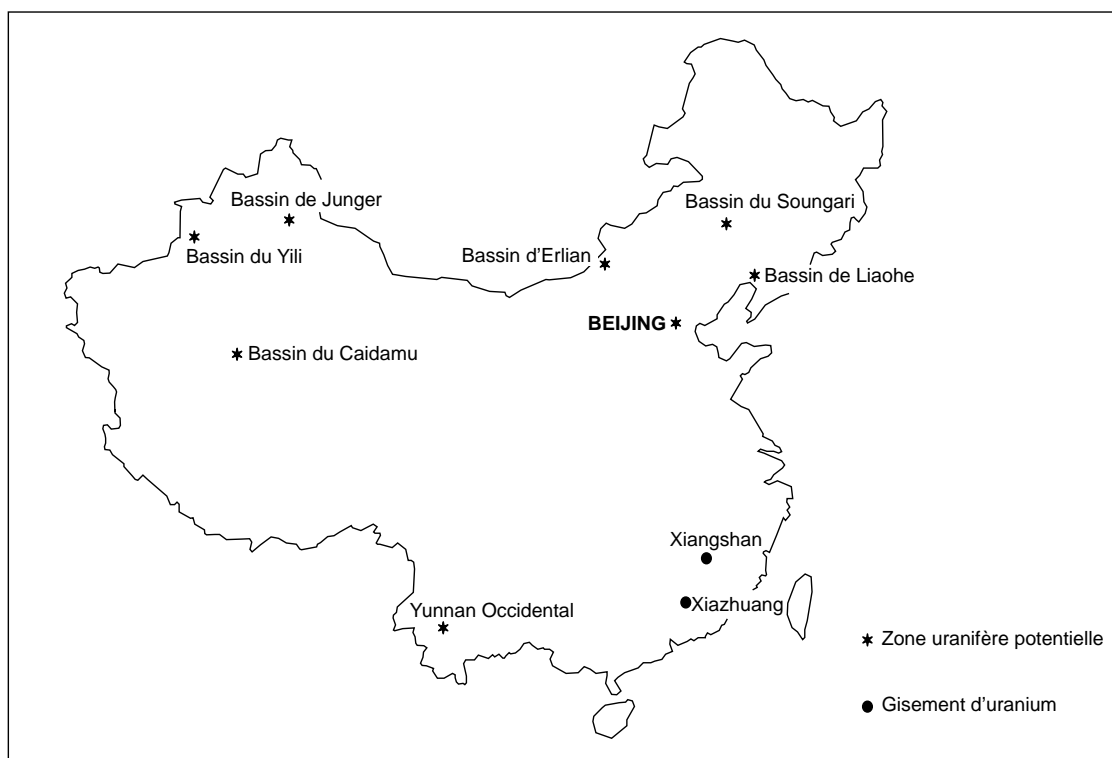 Bassin de Junger
Bassin du Soungari
Bassin du Yili
Bassin d’Erlian
Bassin de Liaohe
BEIJING
Bassin du Caidamu
Xiangshan
Xiazhuang
Yunnan Occidental
Zone uranifère potentielle
Gisement d’uranium